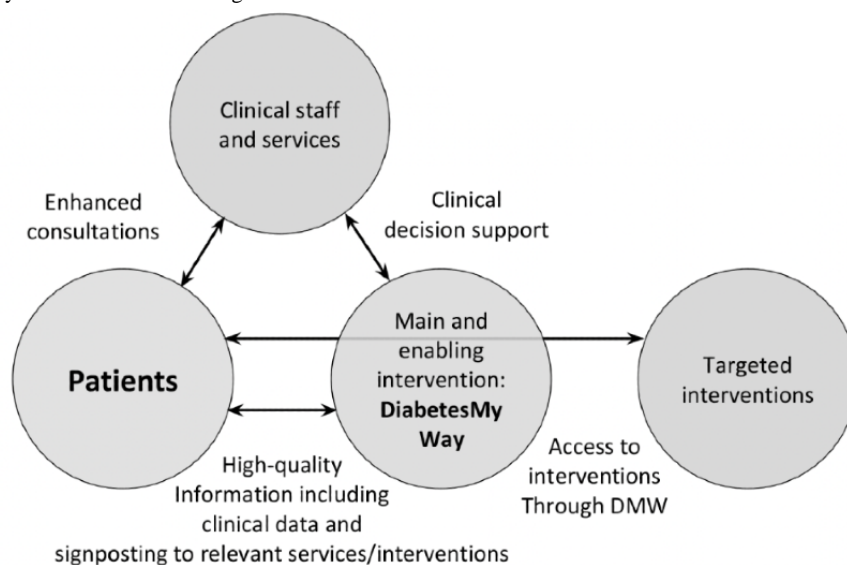 Clinical staff
and services
Enhanced
consultations
Clinical
decision support
Patients
Main and
enabling
intervention:
DiabetesMy
Way
Targeted
interventions
High-quality
Information including
clinical data and
signposting to relevant services/interventions
Access to
interventions
Through DMW